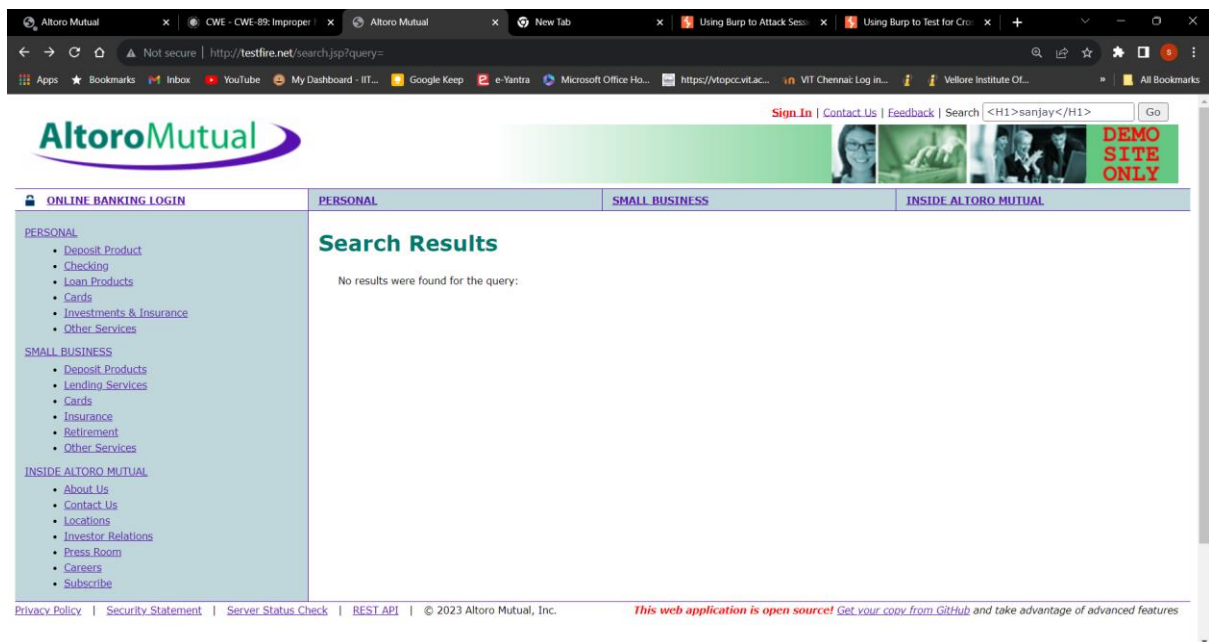 Altoro Mutual
CWE - CWE-89: Improper
Altoro Mutual
New Tab
Using Burp to Attack Sessi
Using Burp to Test for Cro
Not secure | http://testfire.net/search.jsp?query=
Apps Bookmarks Inbox YouTube My Dashboard - IIT... Google Keep e-Yantra Microsoft Office Ho... https://vtopcc.vit.ac... VIT Chennai: Log in... Vellore Institute Of... » All Bookmarks
Sign In | Contact Us | Feedback | Search <H1>sanjay</H1> Go
AltoroMutual
DEMO
SITE
ONLY
ONLINE BANKING LOGIN
PERSONAL
SMALL BUSINESS
INSIDE ALTORO MUTUAL
PERSONAL
• Deposit Product
• Checking
• Loan Products
• Cards
• Investments & Insurance
• Other Services
SMALL BUSINESS
• Deposit Products
• Lending Services
• Cards
• Insurance
• Retirement
• Other Services
INSIDE ALTORO MUTUAL
• About Us
• Contact Us
• Locations
• Investor Relations
• Press Room
• Careers
• Subscribe
Search Results
No results were found for the query:
Privacy Policy | Security Statement | Server Status Check | REST API | © 2023 Altoro Mutual, Inc.
This web application is open source! Get your copy from GitHub and take advantage of advanced features